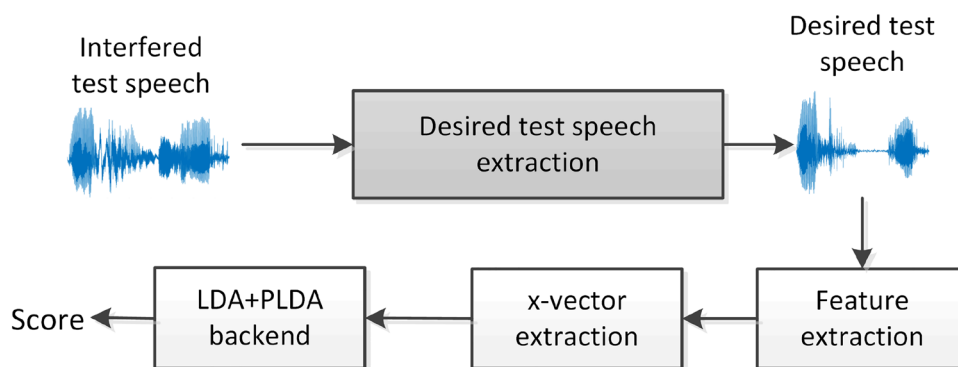 Interfered
test speech
Desired test speech
extraction
Desired test
speech
Score
LDA+PLDA
backend
x-vector
extraction
Feature
extraction